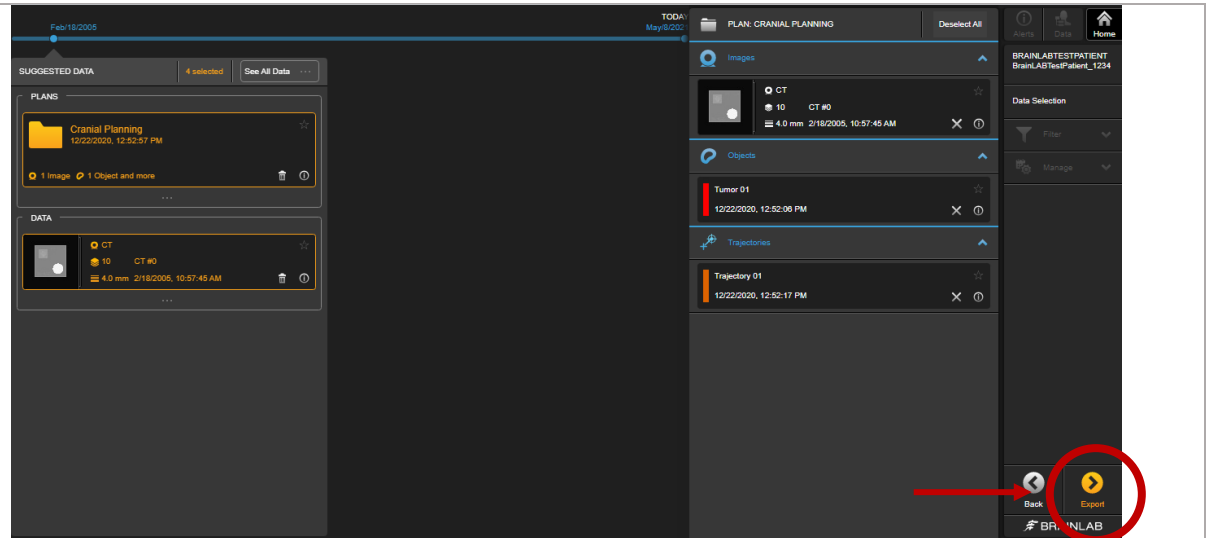 Feb/18/2005
TODAY
May/8/202
SUGGESTED DATA
4 selected
See All Data ...
PLANS
Cranial Planning
12/22/2020, 12:52:57 PM
1 Image 1 Object and more
...
DATA
CT
10 CT #0
4.0 mm 2/18/2005, 10:57:45 AM
...
PLAN: CRANIAL PLANNING
Deselect All
Images
CT
10 CT #0
4.0 mm 2/18/2005, 10:57:45 AM
Objects
Tumor 01
12/22/2020, 12:52:06 PM
Trajectories
Trajectory 01
12/22/2020, 12:52:17 PM
Alerts
Data
Home
BRAINLABTESTPATIENT
BrainLABTestPatient_1234
Data Selection
Filter
Manage
Back
Export
BRAINLAB